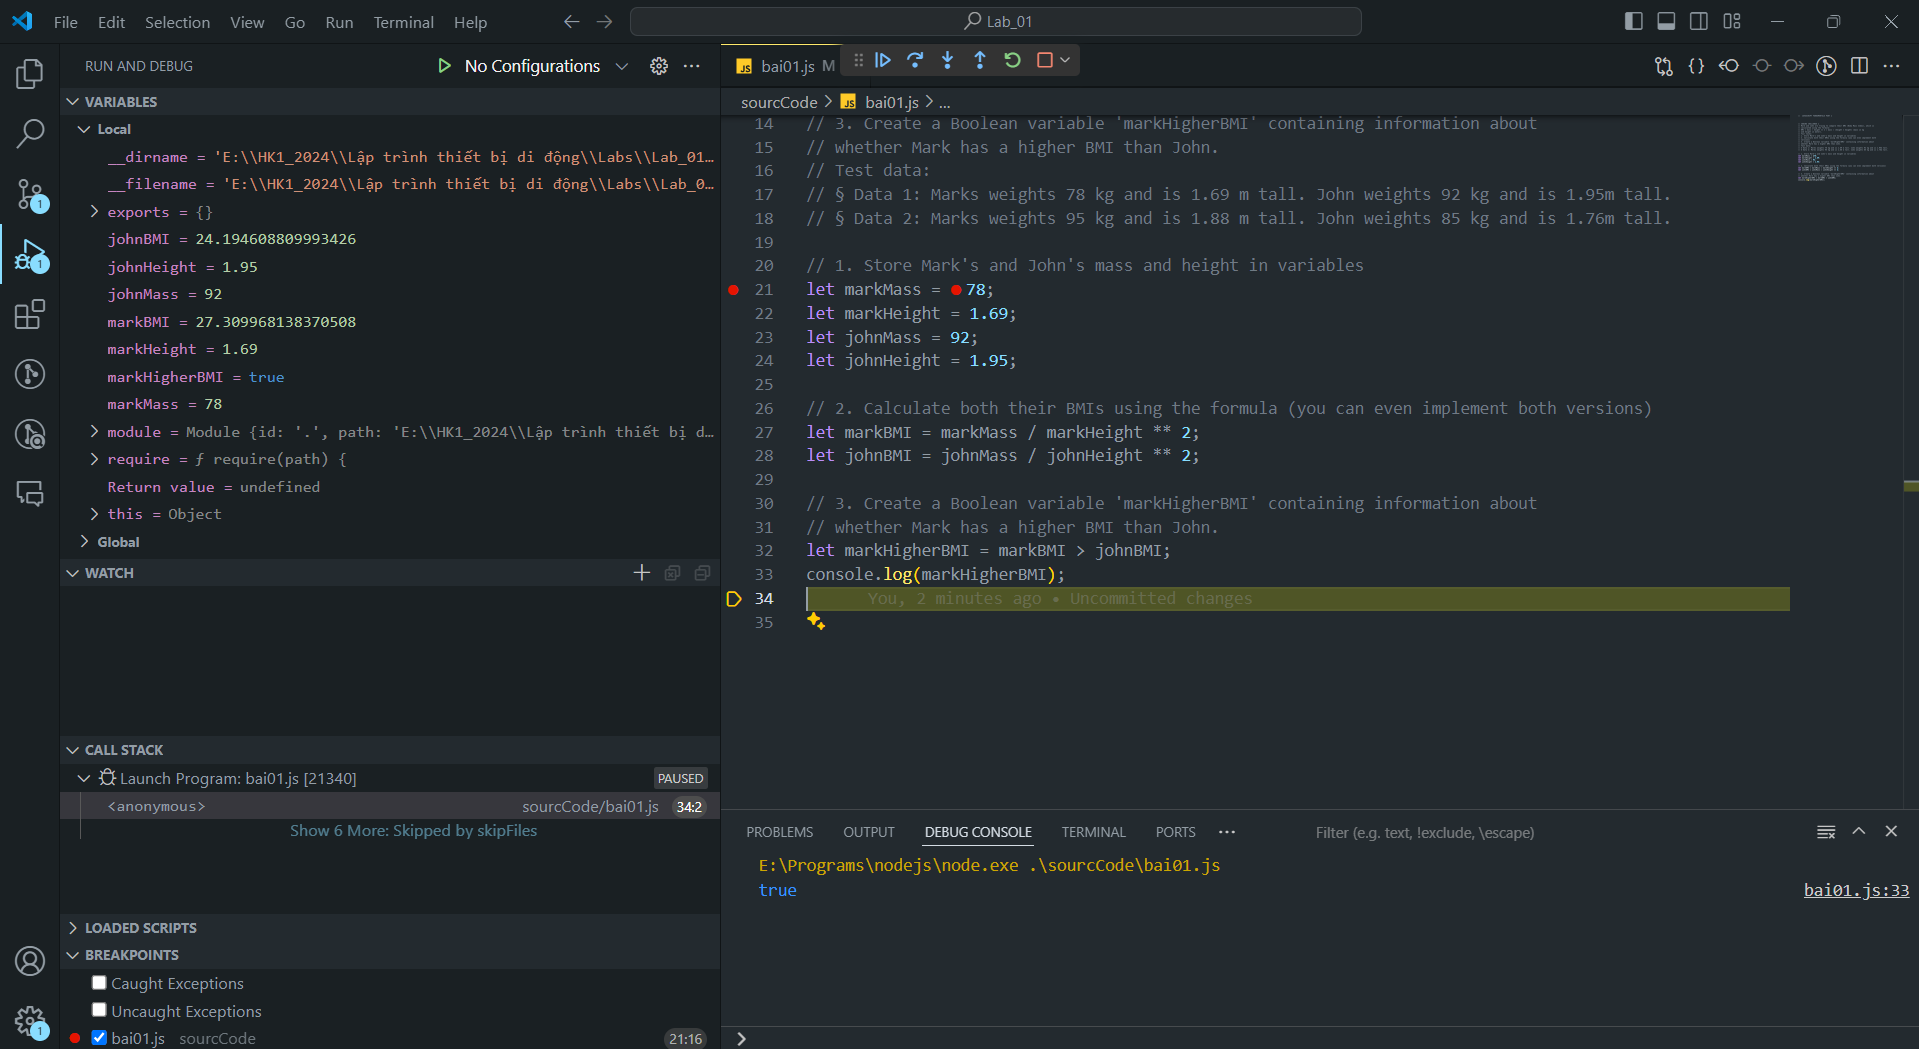 File Edit Selection View Go Run Terminal Help
Lab_01
RUN AND DEBUG
No Configurations
VARIABLES
Local
__dirname = 'E:\\HK1_2024\\Lập trình thiết bị di động\\Labs\\Lab_01...
__filename = 'E:\\HK1_2024\\Lập trình thiết bị di động\\Labs\\Lab_0...
exports = {}
johnBMI = 24.194608809993426
johnHeight = 1.95
johnMass = 92
markBMI = 27.309968138370508
markHeight = 1.69
markHigherBMI = true
markMass = 78
module = Module {id: '.', path: 'E:\\HK1_2024\\Lập trình thiết bị d...
require = ƒ require(path) {
Return value = undefined
this = Object
Global
WATCH
CALL STACK
Launch Program: bai01.js [21340] PAUSED
<anonymous> sourcCode/bai01.js 34:2
Show 6 More: Skipped by skipFiles
LOADED SCRIPTS
BREAKPOINTS
Caught Exceptions
Uncaught Exceptions
bai01.js sourcCode 21:16
1
1
1
JS bai01.js M
sourcCode > JS bai01.js > ...
14 // 3. Create a Boolean variable 'markHigherBMI' containing information about
15 // whether Mark has a higher BMI than John.
16 // Test data:
17 // § Data 1: Marks weights 78 kg and is 1.69 m tall. John weights 92 kg and is 1.95m tall.
18 // § Data 2: Marks weights 95 kg and is 1.88 m tall. John weights 85 kg and is 1.76m tall.
19
20 // 1. Store Mark's and John's mass and height in variables
21 let markMass = 78;
22 let markHeight = 1.69;
23 let johnMass = 92;
24 let johnHeight = 1.95;
25
26 // 2. Calculate both their BMIs using the formula (you can even implement both versions)
27 let markBMI = markMass / markHeight ** 2;
28 let johnBMI = johnMass / johnHeight ** 2;
29
30 // 3. Create a Boolean variable 'markHigherBMI' containing information about
31 // whether Mark has a higher BMI than John.
32 let markHigherBMI = markBMI > johnBMI;
33 console.log(markHigherBMI);
34 You, 2 minutes ago • Uncommitted changes
35
PROBLEMS OUTPUT DEBUG CONSOLE TERMINAL PORTS ··· Filter (e.g. text, !exclude, \escape)
E:\Programs\nodejs\node.exe .\sourcCode\bai01.js
true bai01.js:33